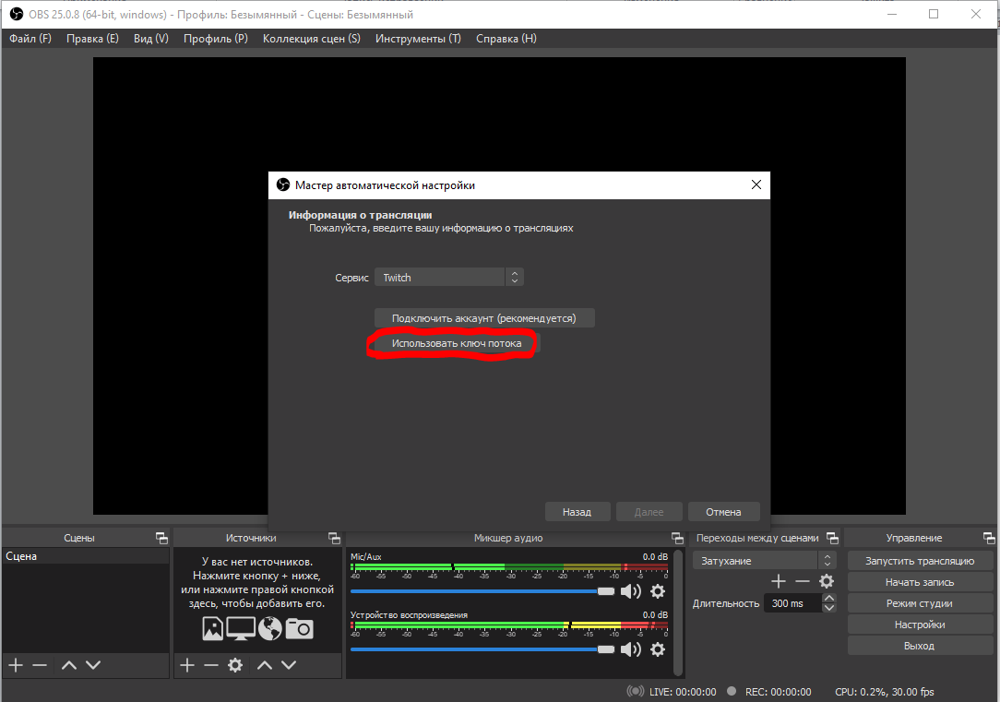 OBS 25.0.8 (64-bit, windows) - Профиль: Безымянный - Сцены: Безымянный
Файл (F) Правка (E) Вид (V) Профиль (P) Коллекция сцен (S) Инструменты (T) Справка (H)
Мастер автоматической настройки
Информация о трансляции
Пожалуйста, введите вашу информацию о трансляциях
Сервис Twitch
Подключить аккаунт (рекомендуется)
Использовать ключ потока
Назад Далее Отмена
Сцены
Сцена
Источники
У вас нет источников.
Нажмите кнопку + ниже,
или нажмите правой кнопкой
здесь, чтобы добавить его.
Микшер аудио
Mic/Aux 0.0 dB
-60 -55 -50 -45 -40 -35 -30 -25 -20 -15 -10 -5 0
Устройство воспроизведения 0.0 dB
-60 -55 -50 -45 -40 -35 -30 -25 -20 -15 -10 -5 0
Переходы между сценами
Затухание
Длительность 300 ms
Управление
Запустить трансляцию
Начать запись
Режим студии
Настройки
Выход
LIVE: 00:00:00 REC: 00:00:00 CPU: 0.2%, 30.00 fps